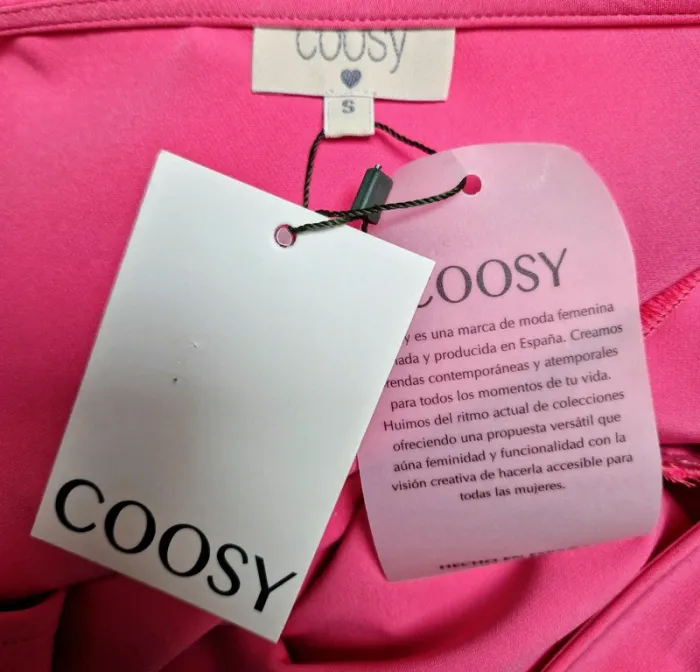 COOSY
S
COOSY
COOSY
y es una marca de moda femenina
ada y producida en España. Creamos
rendas contemporáneas y atemporales
para todos los momentos de tu vida.
Huimos del ritmo actual de colecciones
ofreciendo una propuesta versátil que
aúna feminidad y funcionalidad con la
visión creativa de hacerla accesible para
todas las mujeres.
HECHO EN